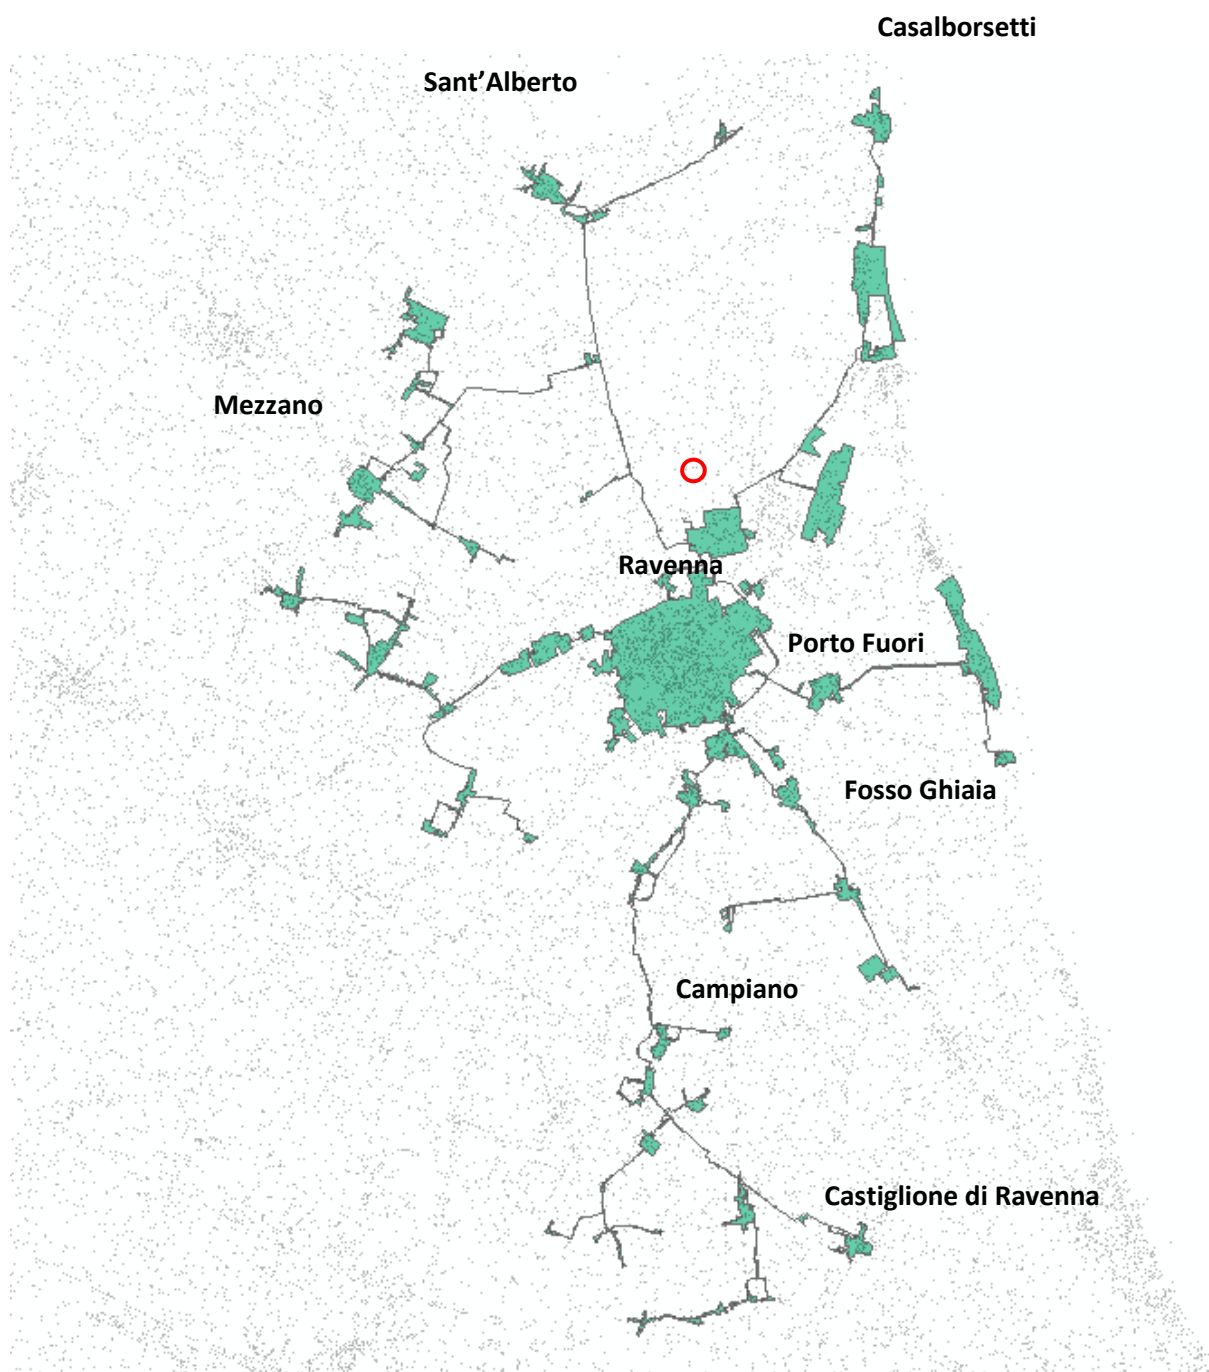 Casalborsetti
Sant’Alberto
Mezzano
Ravenna
Porto Fuori
Fosso Ghiaia
Campiano
Castiglione di Ravenna